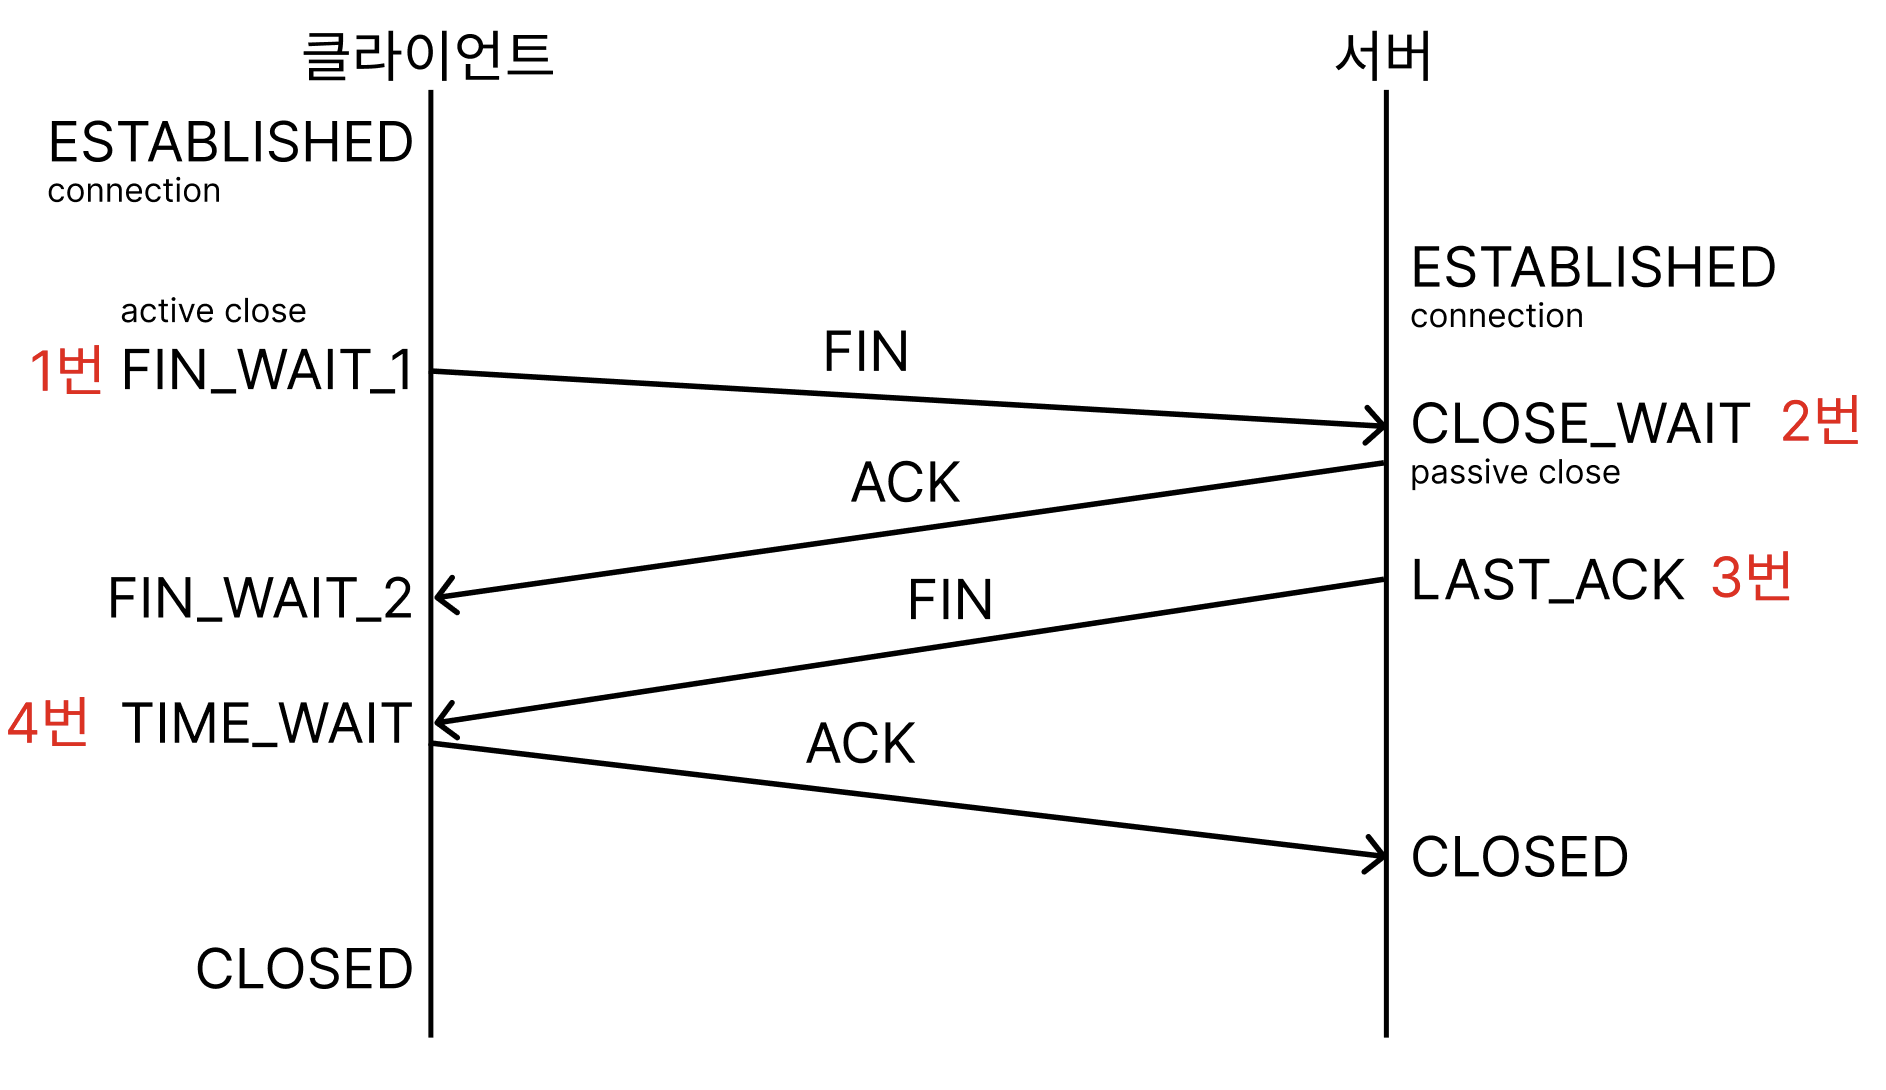 클라이언트
서버
ESTABLISHED
connection
ESTABLISHED
connection
active close
1번 FIN_WAIT_1
FIN
CLOSE_WAIT 2번
passive close
ACK
FIN_WAIT_2
FIN
LAST_ACK 3번
4번 TIME_WAIT
ACK
CLOSED
CLOSED